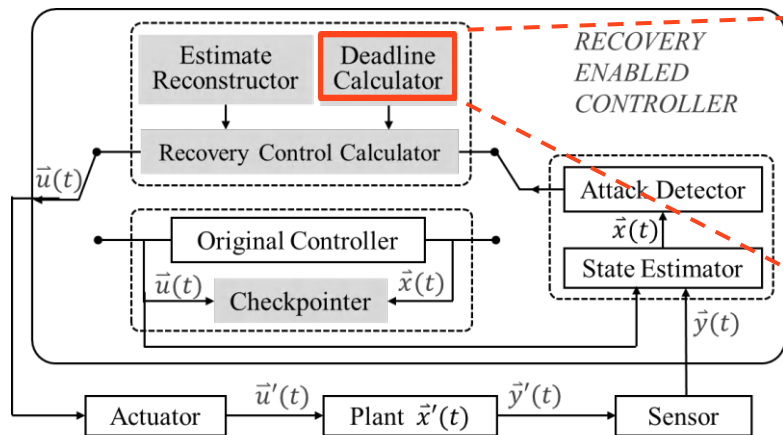 Estimate
Reconstructor
Deadline
Calculator
RECOVERY
ENABLED
CONTROLLER
Recovery Control Calculator
u⃗(t)
Attack Detector
x⃗(t)
Original Controller
State Estimator
u⃗(t)
x⃗(t)
Checkpointer
y⃗(t)
u⃗'(t)
y⃗'(t)
Actuator
Plant x⃗'(t)
Sensor